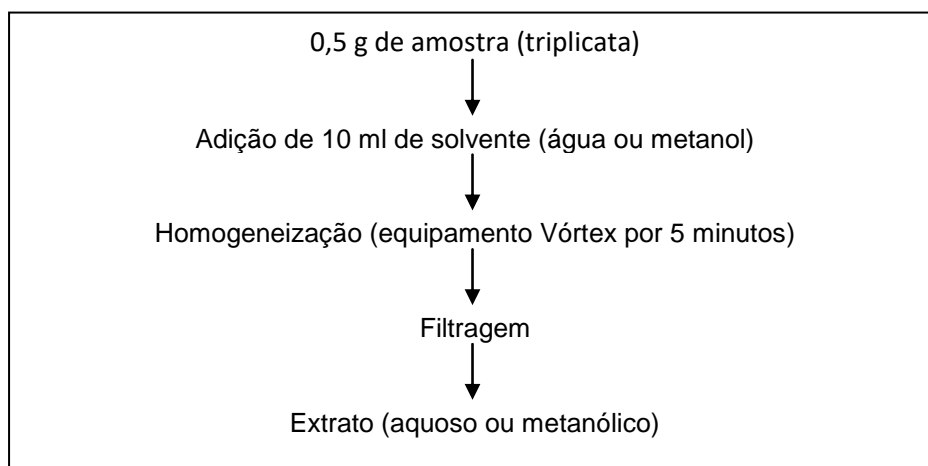 0,5 g de amostra (triplicata)
Adição de 10 ml de solvente (água ou metanol)
Homogeneização (equipamento Vórtex por 5 minutos)
Filtragem
Extrato (aquoso ou metanólico)